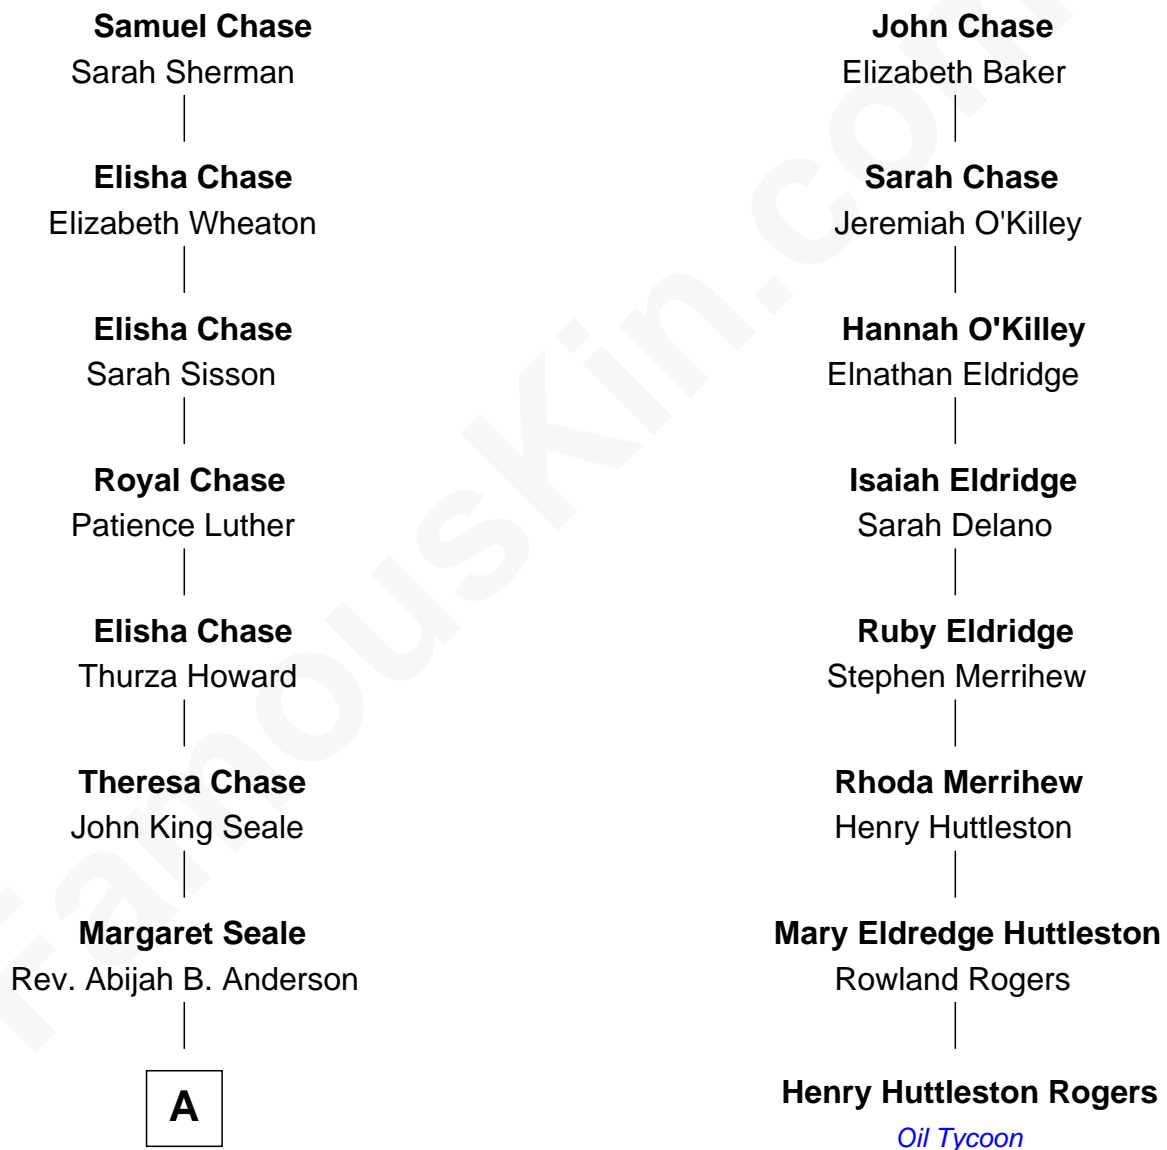 Samuel Chase
Sarah Sherman
Elisha Chase
Elizabeth Wheaton
Elisha Chase
Sarah Sisson
Royal Chase
Patience Luther
Elisha Chase
Thurza Howard
Theresa Chase
John King Seale
Margaret Seale
Rev. Abijah B. Anderson
A
John Chase
Elizabeth Baker
Sarah Chase
Jeremiah O'Killey
Hannah O'Killey
Elnathan Eldridge
Isaiah Eldridge
Sarah Delano
Ruby Eldridge
Stephen Merrihew
Rhoda Merrihew
Henry Huttleston
Mary Eldredge Huttleston
Rowland Rogers
Henry Huttleston Rogers
Oil Tycoon
FamousKin.com